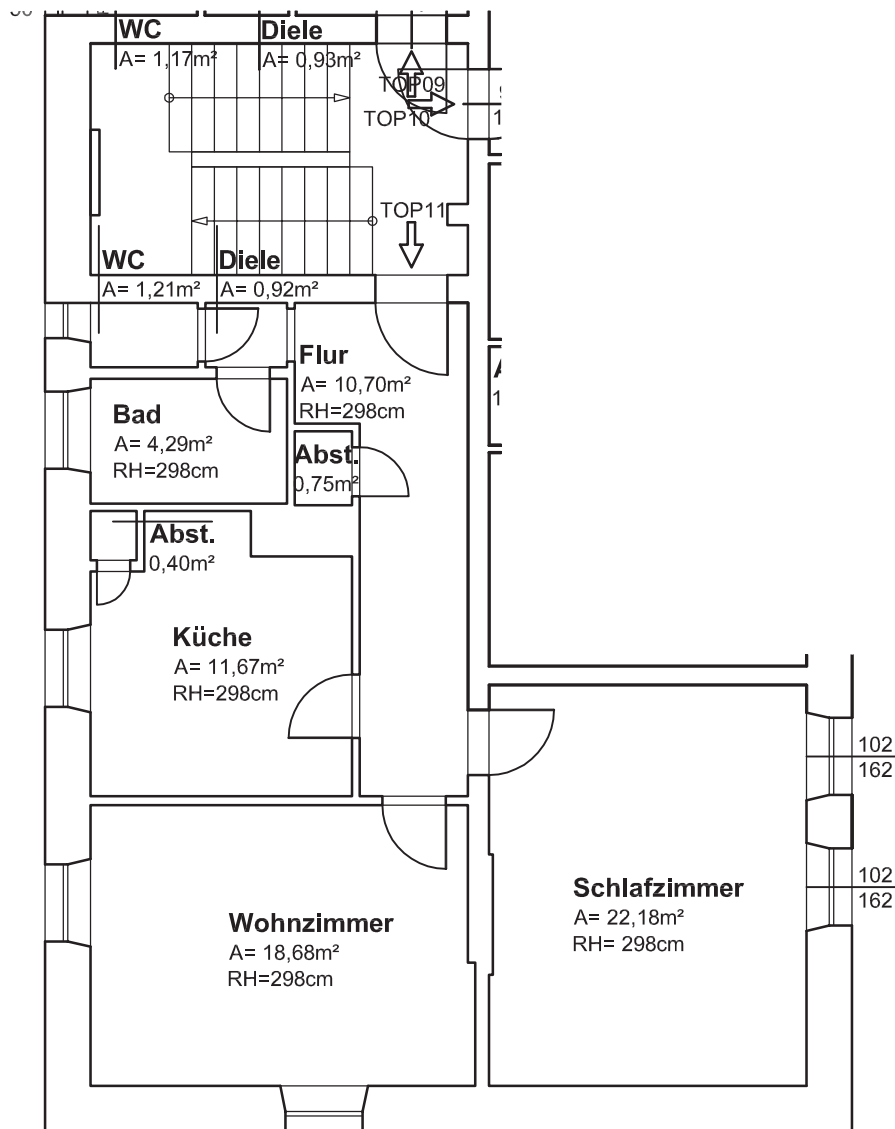 WC
A= 1,17m²
Diele
A= 0,93m²
TOP09
TOP10
TOP11
WC
A= 1,21m²
Diele
A= 0,92m²
Flur
A= 10,70m²
RH=298cm
Bad
A= 4,29m²
RH=298cm
Abst.
0,75m²
Abst.
0,40m²
Küche
A= 11,67m²
RH=298cm
102
162
102
162
Schlafzimmer
A= 22,18m²
RH= 298cm
Wohnzimmer
A= 18,68m²
RH=298cm